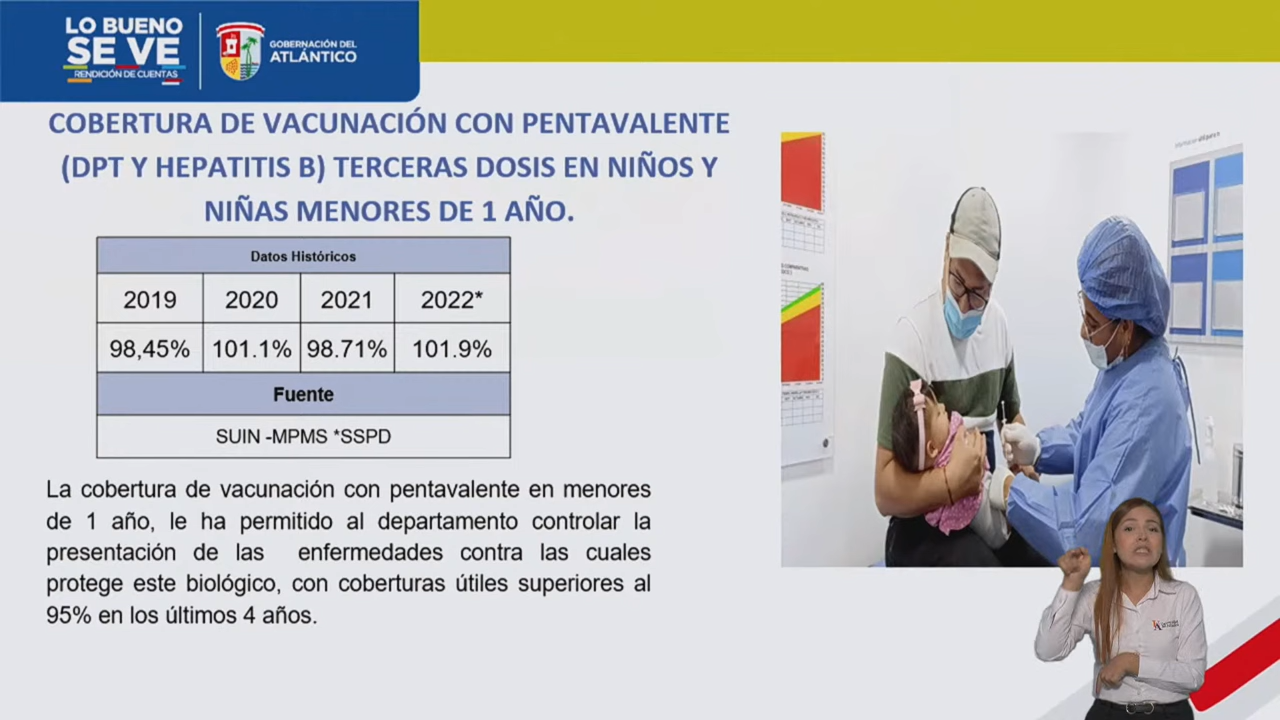 LO BUENO
SE VE
RENDICIÓN DE CUENTAS
GOBERNACIÓN DEL
ATLÁNTICO
COBERTURA DE VACUNACIÓN CON PENTAVALENTE
(DPT Y HEPATITIS B) TERCERAS DOSIS EN NIÑOS Y
NIÑAS MENORES DE 1 AÑO.
Datos Históricos
2019 2020 2021 2022*
98,45% 101.1% 98.71% 101.9%
Fuente
SUIN -MPMS *SSPD
La cobertura de vacunación con pentavalente en menores
de 1 año, le ha permitido al departamento controlar la
presentación de las enfermedades contra las cuales
protege este biológico, con coberturas útiles superiores al
95% en los últimos 4 años.